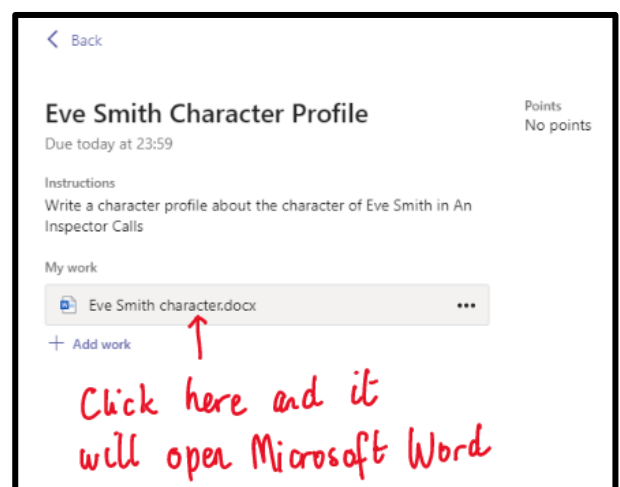 Back
Eve Smith Character Profile
Points
No points
Due today at 23:59
Instructions
Write a character profile about the character of Eve Smith in An
Inspector Calls
My work
Eve Smith character.docx
Add work
Click here and it
will open Microsoft Word